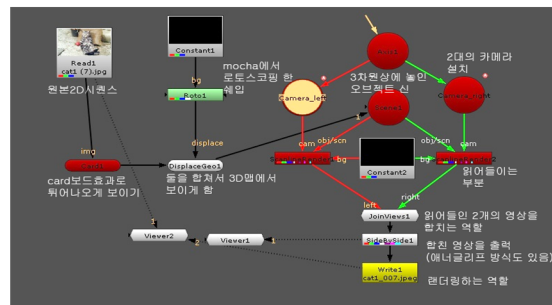 Read1
cat1 (7).jpg
원본2D시퀀스
Constant1
bg
mocha에서
로토스코핑 한
쉐입
Roto1
displace
img
card보드효과로
튀어나오게 보이기
DisplaceGeo1
둘을 합쳐서 3D맵에서
보이게 함
1
Axis1
2대의 카메라
설치
3차원상에 놓인
오브젝트 신
Camera_left
Scene1
Camera_right
cam
obj/scn
obj/scn
cam
bg
Constant2
bg
읽어들이는
부분
left
right
JoinViews1
읽어들인 2개의 영상을
합치는 역할
1
Viewer2
2
Viewer1
1
SideBySide1
합친 영상을 출력
(애너글리프 방식도 있음)
Write1
cat1_007.jpeg
랜더링하는 역할